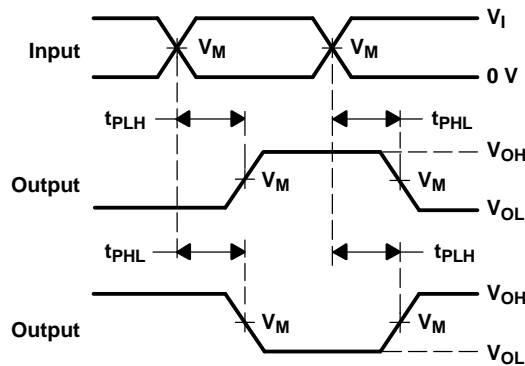 V_I
Input V_M V_M
0 V
t_PLH t_PHL
V_OH
Output V_M V_M
V_OL
t_PHL t_PLH
V_OH
Output V_M V_M
V_OL